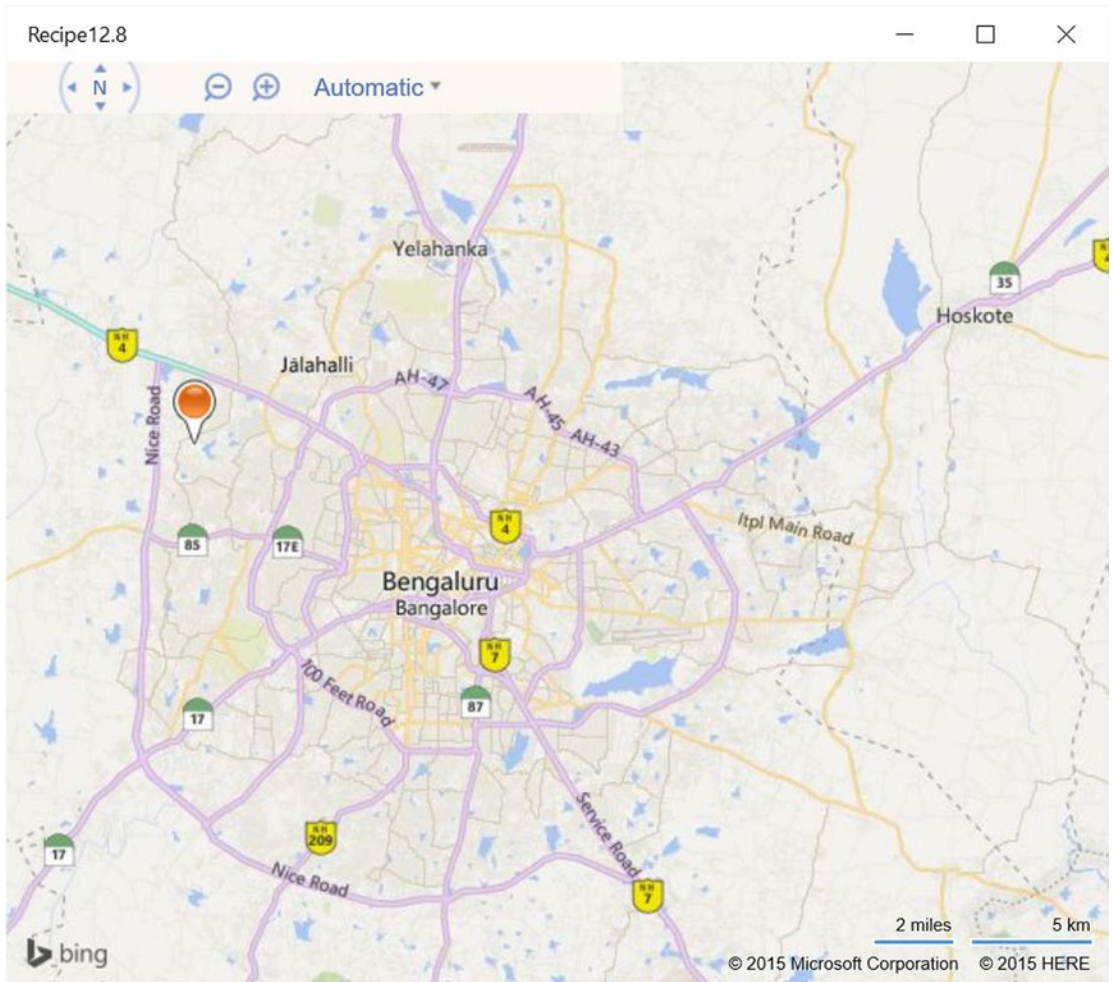 Recipe12.8
N
Automatic
Yelahanka
35
Hoskote
NH
4
Jālahalli
AH-47
AH-45
AH-43
Nice Road
NH
4
Itpl Main Road
85
17E
Bengaluru
Bangalore
NH
7
100 Feet Road
87
17
Service Road
NH
209
17
Nice Road
NH
7
2 miles
5 km
bing
© 2015 Microsoft Corporation
© 2015 HERE